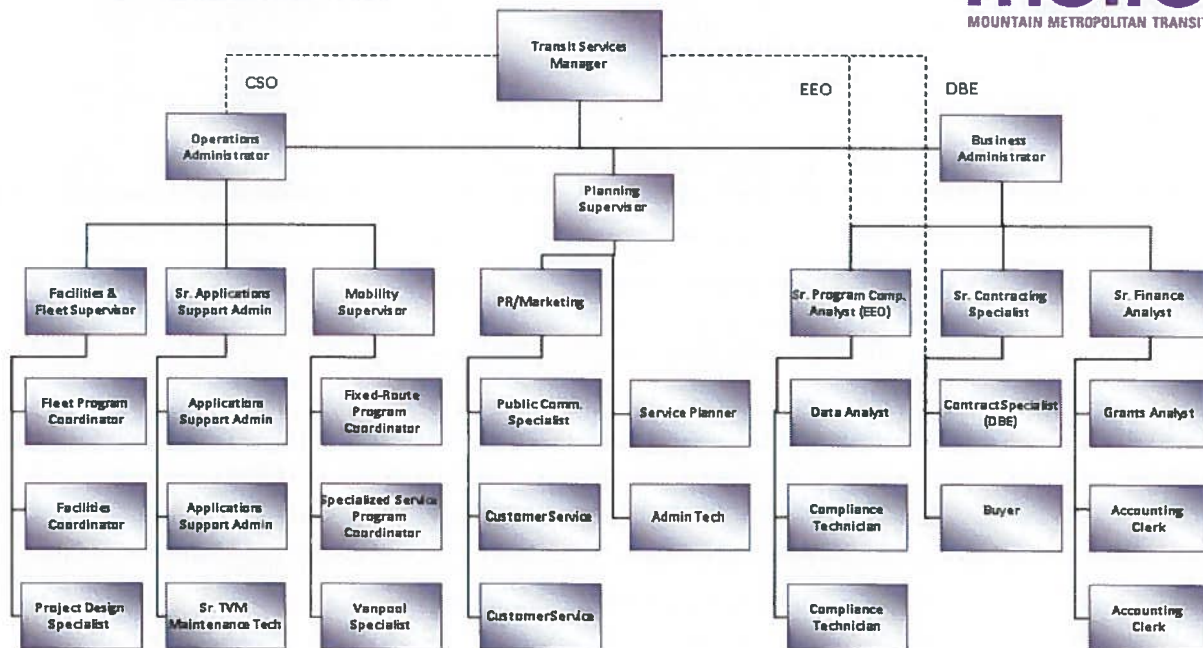 MOUNTAIN METROPOLITAN TRANSIT
Transit Services
Manager
CSO
EEO
DBE
Operations
Administrator
Business
Administrator
Planning
Supervisor
Facilities &
Fleet Supervisor
Sr. Applications
Support Admin
Mobility
Supervisor
PR/Marketing
Sr. Program Comp.
Analyst (EEO)
Sr. Contracting
Specialist
Sr. Finance
Analyst
Fleet Program
Coordinator
Applications
Support Admin
Fixed-Route
Program
Coordinator
Public Comm.
Specialist
Service Planner
Data Analyst
Contract Specialist
(DBE)
Grants Analyst
Facilities
Coordinator
Applications
Support Admin
Specialized Service
Program
Coordinator
Customer Service
Admin Tech
Compliance
Technician
Buyer
Accounting
Clerk
Project Design
Specialist
Sr. TVM
Maintenance Tech
Vanpool
Specialist
Customer Service
Compliance
Technician
Accounting
Clerk